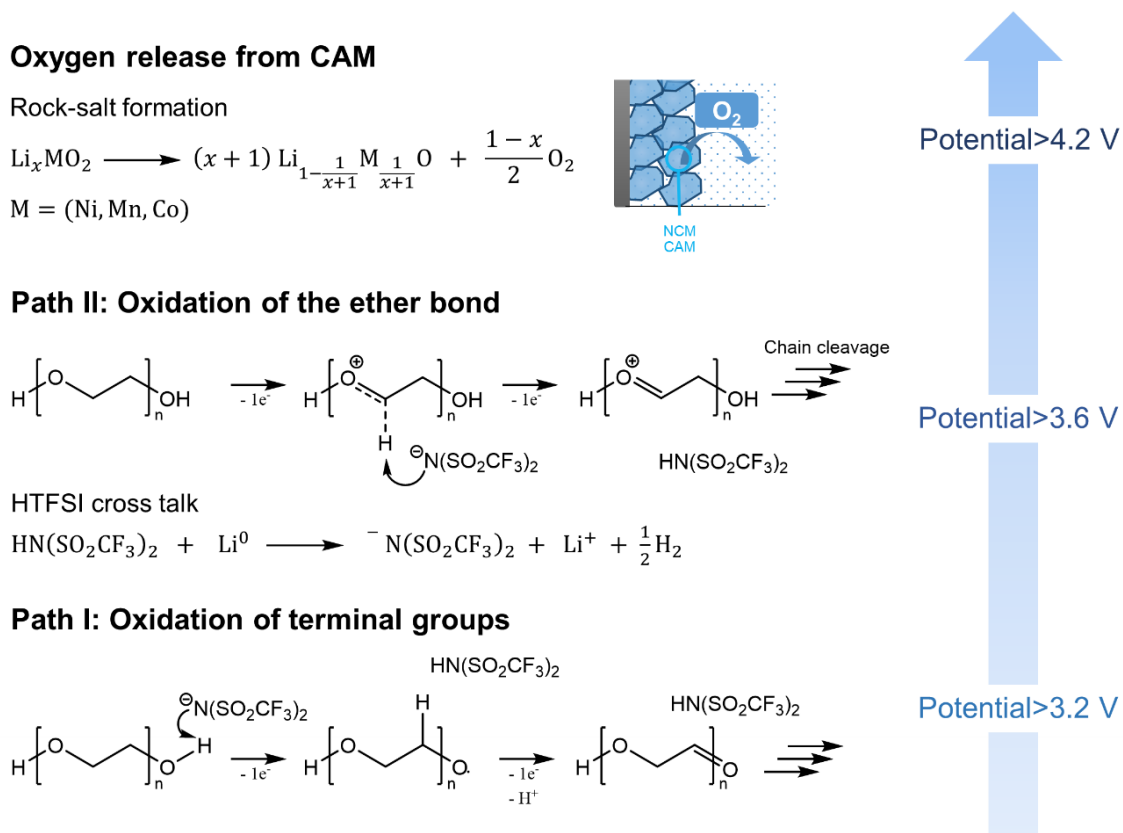 Oxygen release from CAM
Rock-salt formation
LiₓMO₂ ⟶ (x + 1) Li₁₋₁⁄₍ₓ₊₁₎ M₁⁄₍ₓ₊₁₎ O + (1 − x)/2 O₂
M = (Ni, Mn, Co)
O₂
NCM
CAM
Potential>4.2 V
Path II: Oxidation of the ether bond
H [ O ]n OH
- 1e⁻
H [ O⊕ H ]n OH
⊖N(SO₂CF₃)₂
- 1e⁻
H [ O⊕ ]n OH
HN(SO₂CF₃)₂
Chain cleavage
Potential>3.6 V
HTFSI cross talk
HN(SO₂CF₃)₂ + Li⁰ ⟶ ⁻N(SO₂CF₃)₂ + Li⁺ + ½H₂
Path I: Oxidation of terminal groups
H [ O ]n O H
⊖N(SO₂CF₃)₂
- 1e⁻
HN(SO₂CF₃)₂
H [ O H ]n O·
- 1e⁻
- H⁺
HN(SO₂CF₃)₂
H [ O ]n O
Potential>3.2 V